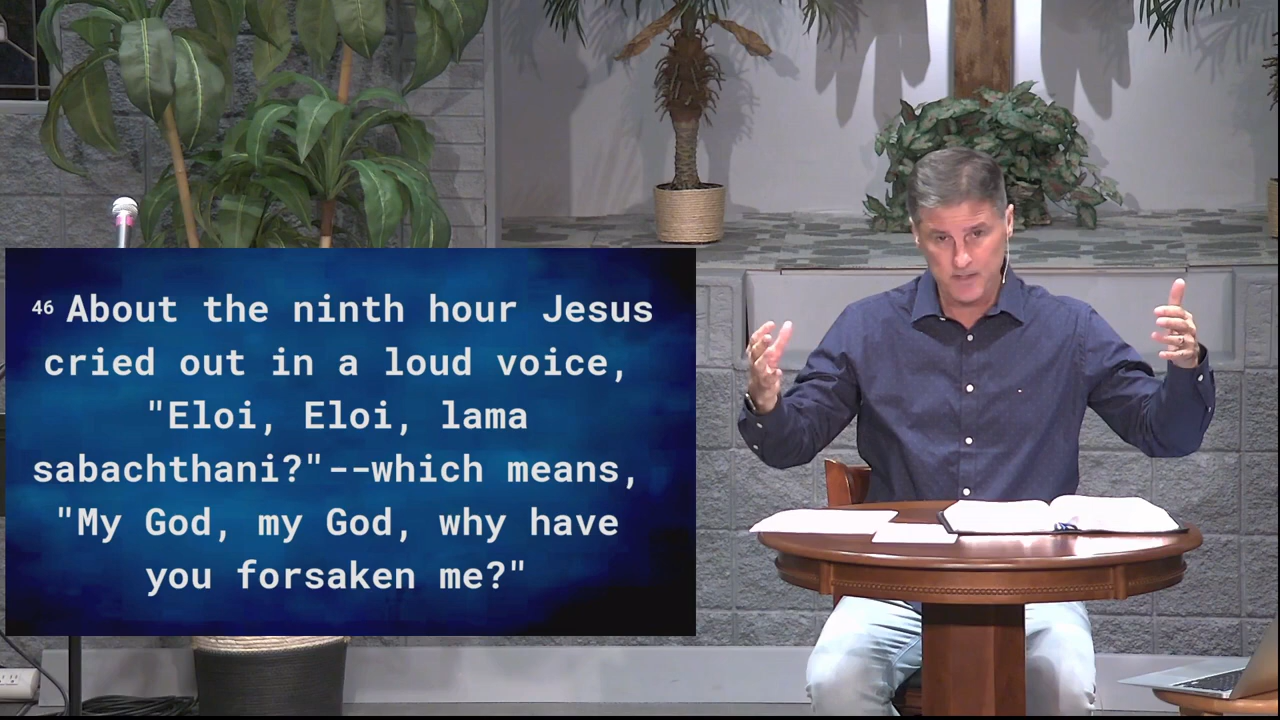 46 About the ninth hour Jesus
cried out in a loud voice,
"Eloi, Eloi, lama
sabachthani?"--which means,
"My God, my God, why have
you forsaken me?"